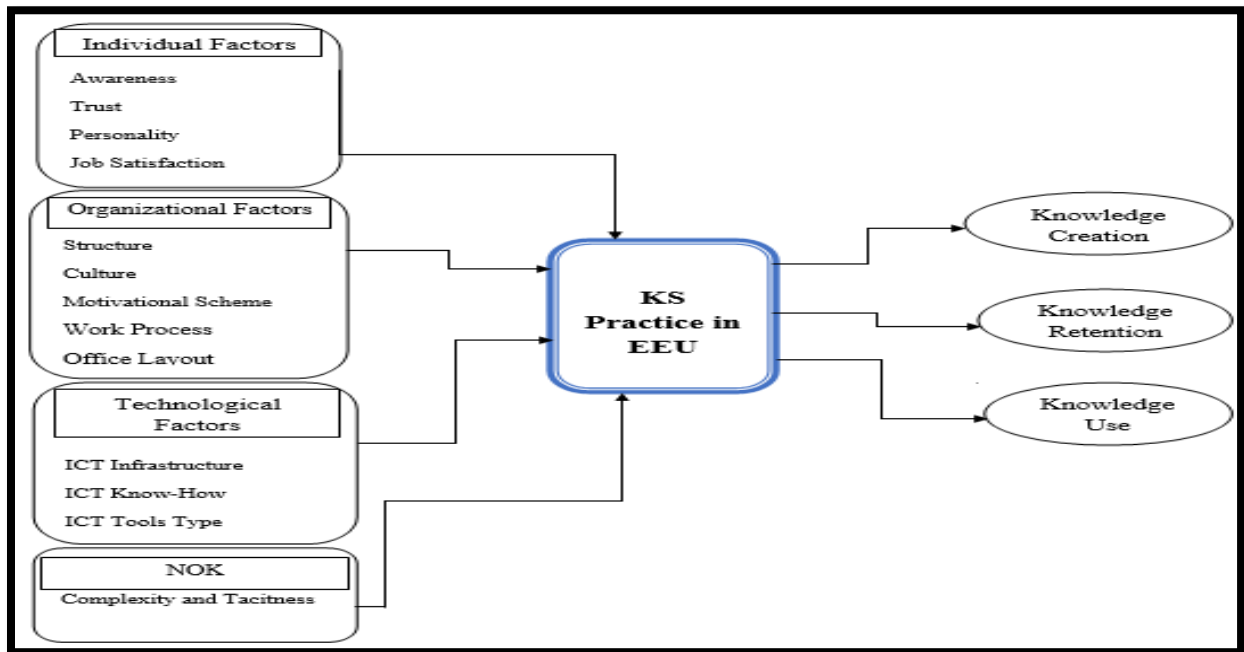 Individual Factors
Awareness
Trust
Personality
Job Satisfaction
Organizational Factors
Structure
Culture
Motivational Scheme
Work Process
Office Layout
Technological
Factors
ICT Infrastructure
ICT Know-How
ICT Tools Type
NOK
Complexity and Tacitness
KS
Practice in
EEU
Knowledge
Creation
Knowledge
Retention
Knowledge
Use